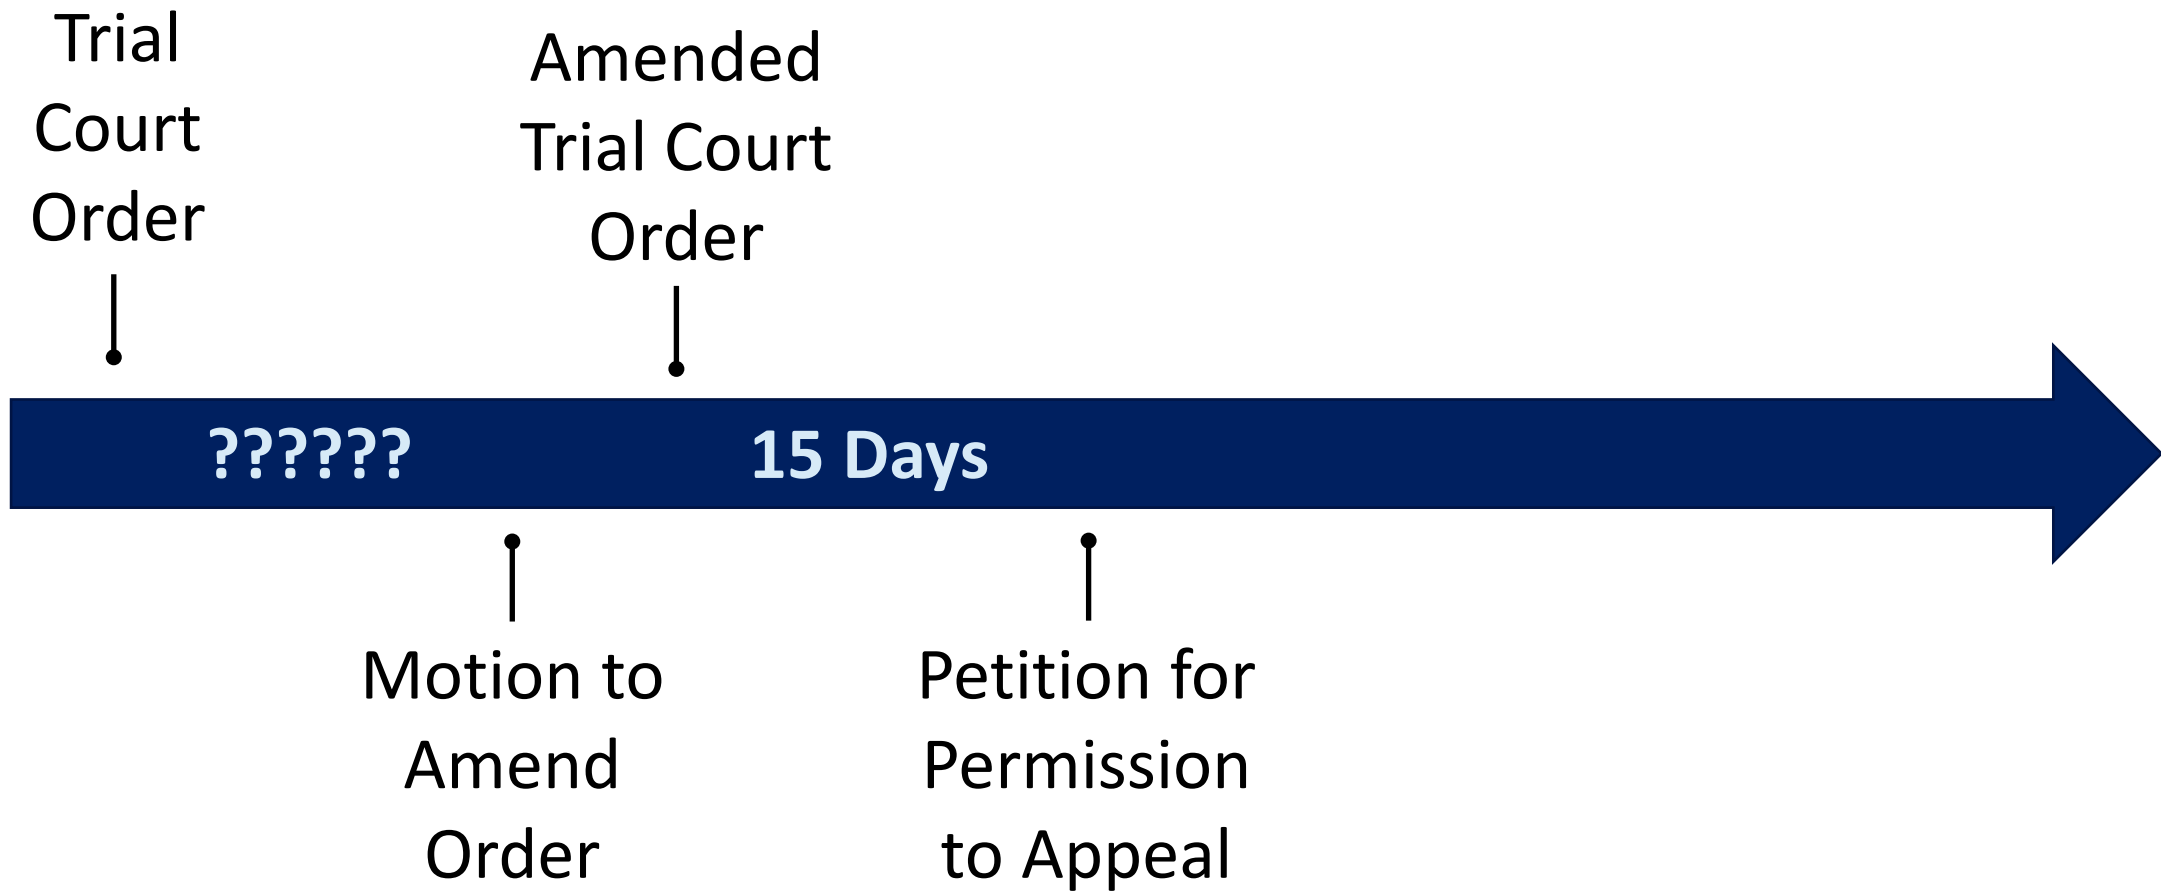 Trial
Court
Order
Amended
Trial Court
Order
??????
15 Days
Motion to
Amend
Order
Petition for
Permission
to Appeal